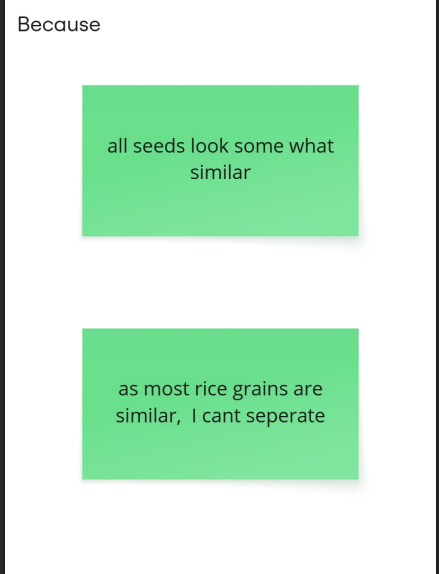 Because
all seeds look some what
similar
as most rice grains are
similar,  I cant seperate